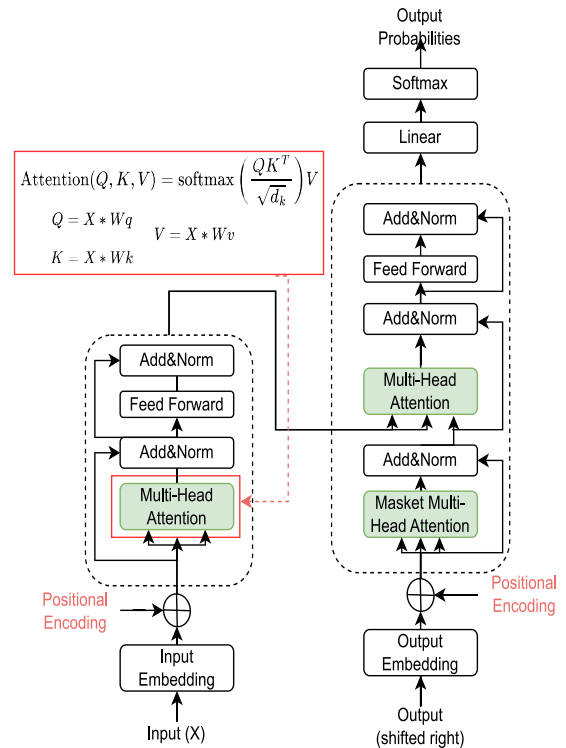 Output
Probabilities
Softmax
Linear
Attention(Q, K, V) = softmax(QK^T / √d_k)V
Q = X * Wq
V = X * Wv
K = X * Wk
Add&Norm
Feed Forward
Add&Norm
Multi-Head
Attention
Add&Norm
Masket Multi-
Head Attention
Add&Norm
Feed Forward
Add&Norm
Multi-Head
Attention
Positional
Encoding
Positional
Encoding
Input
Embedding
Output
Embedding
Input (X)
Output
(shifted right)